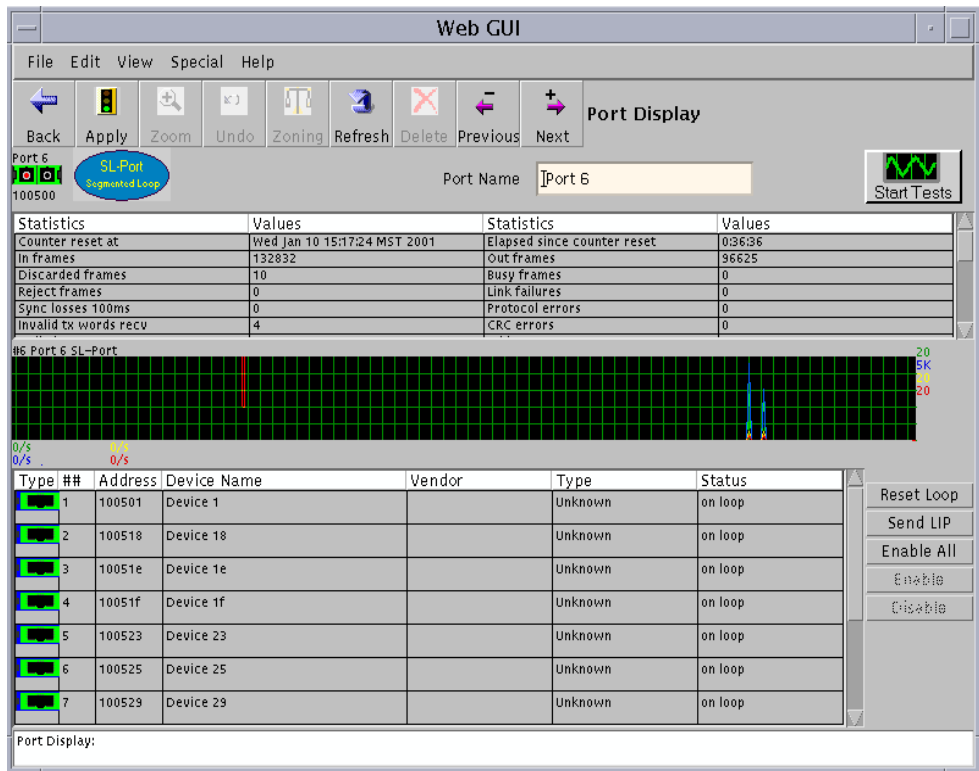 Web GUI
File Edit View Special Help
Back Apply Zoom Undo Zoning Refresh Delete Previous Next Port Display
Port 6
SL-Port
Segmented Loop
100500
Port Name Port 6
Start Tests
Statistics Values Statistics Values
Counter reset at Wed Jan 10 15:17:24 MST 2001 Elapsed since counter reset 0:36:36
In frames 132832 Out frames 96625
Discarded frames 10 Busy frames 0
Reject frames 0 Link failures 0
Sync losses 100ms 0 Protocol errors 0
Invalid tx words recv 4 CRC errors 0
#6 Port 6 SL-Port
20
5K
20
20
0/s 0/s
0/s 0/s
Type ## Address Device Name Vendor Type Status
1 100501 Device 1 Unknown on loop
2 100518 Device 18 Unknown on loop
3 10051e Device 1e Unknown on loop
4 10051f Device 1f Unknown on loop
5 100523 Device 23 Unknown on loop
6 100525 Device 25 Unknown on loop
7 100529 Device 29 Unknown on loop
Reset Loop
Send LIP
Enable All
Enable
Disable
Port Display: